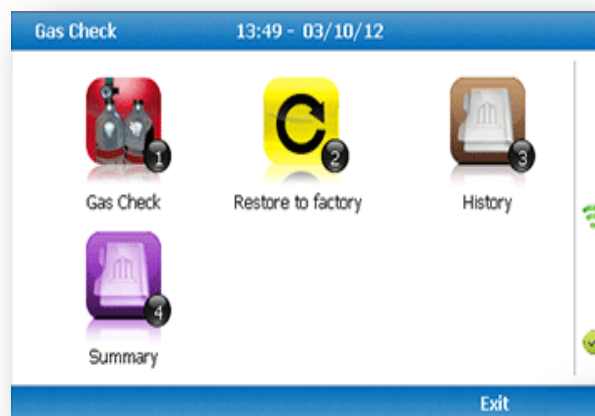 Gas Check 13:49 - 03/10/12
1 2 3
Gas Check Restore to factory History
4
Summary
Exit